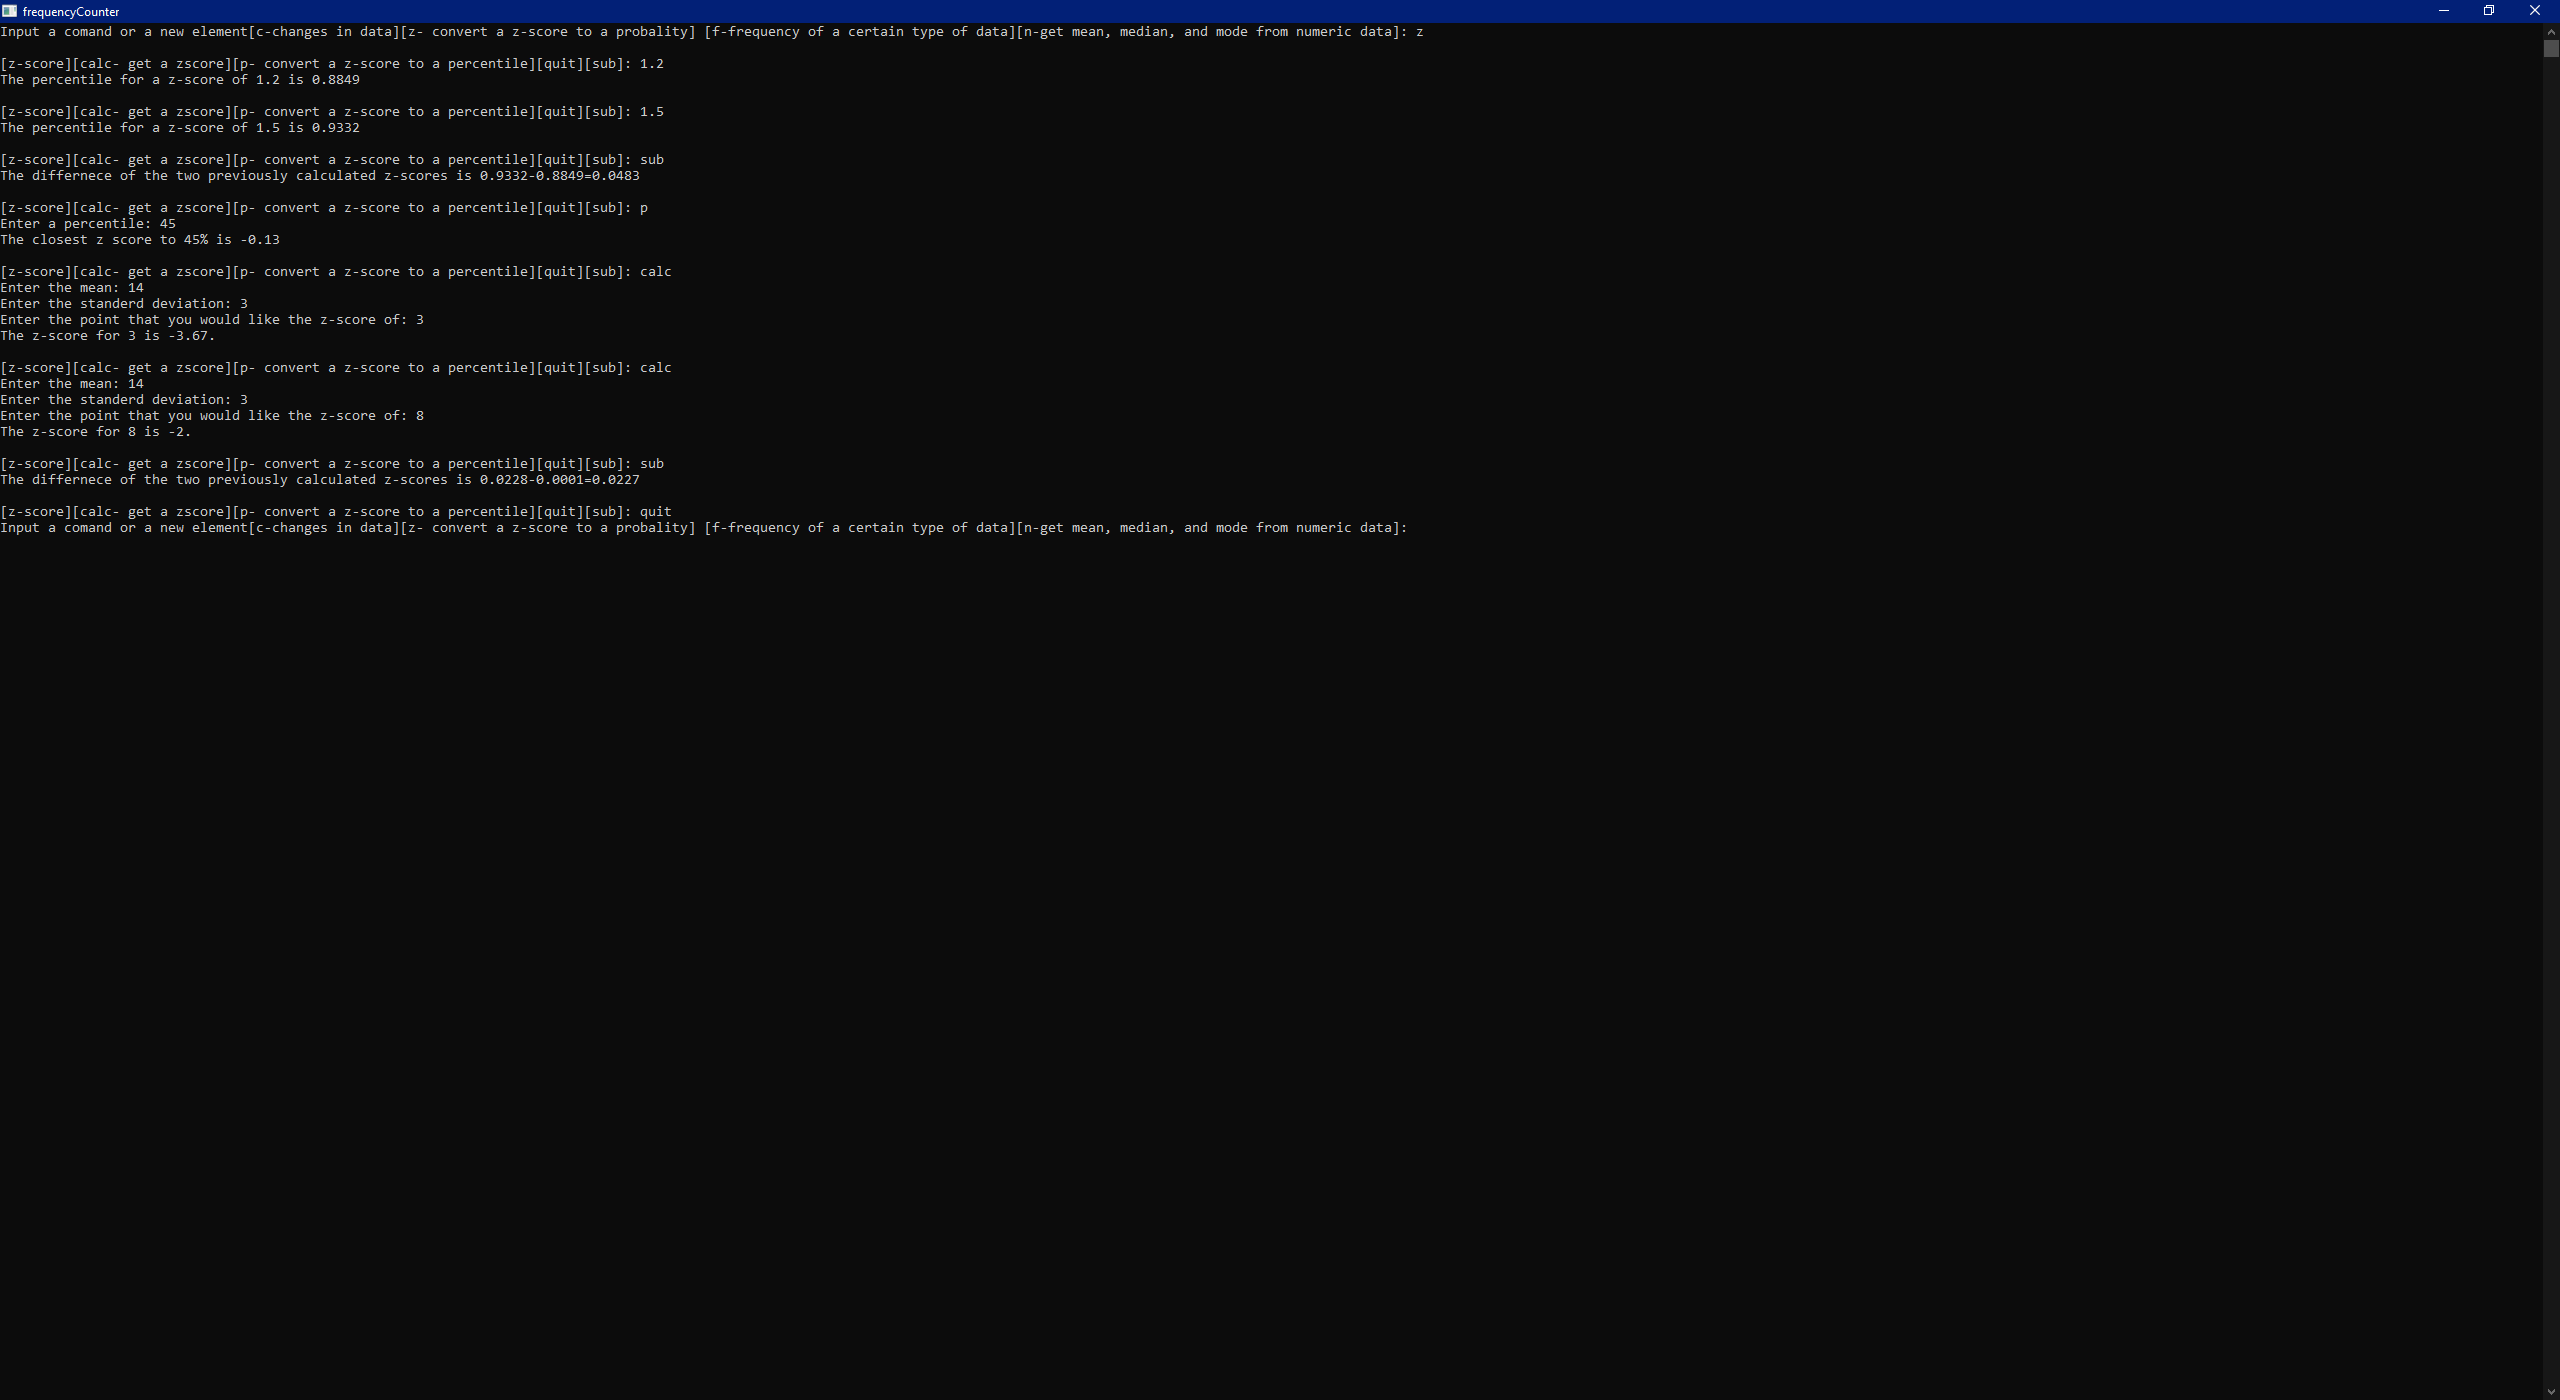 frequencyCounter
Input a comand or a new element[c-changes in data][z- convert a z-score to a probality] [f-frequency of a certain type of data][n-get mean, median, and mode from numeric data]: z
[z-score][calc- get a zscore][p- convert a z-score to a percentile][quit][sub]: 1.2
The percentile for a z-score of 1.2 is 0.8849
[z-score][calc- get a zscore][p- convert a z-score to a percentile][quit][sub]: 1.5
The percentile for a z-score of 1.5 is 0.9332
[z-score][calc- get a zscore][p- convert a z-score to a percentile][quit][sub]: sub
The differnece of the two previously calculated z-scores is 0.9332-0.8849=0.0483
[z-score][calc- get a zscore][p- convert a z-score to a percentile][quit][sub]: p
Enter a percentile: 45
The closest z score to 45% is -0.13
[z-score][calc- get a zscore][p- convert a z-score to a percentile][quit][sub]: calc
Enter the mean: 14
Enter the standerd deviation: 3
Enter the point that you would like the z-score of: 3
The z-score for 3 is -3.67.
[z-score][calc- get a zscore][p- convert a z-score to a percentile][quit][sub]: calc
Enter the mean: 14
Enter the standerd deviation: 3
Enter the point that you would like the z-score of: 8
The z-score for 8 is -2.
[z-score][calc- get a zscore][p- convert a z-score to a percentile][quit][sub]: sub
The differnece of the two previously calculated z-scores is 0.0228-0.0001=0.0227
[z-score][calc- get a zscore][p- convert a z-score to a percentile][quit][sub]: quit
Input a comand or a new element[c-changes in data][z- convert a z-score to a probality] [f-frequency of a certain type of data][n-get mean, median, and mode from numeric data]: